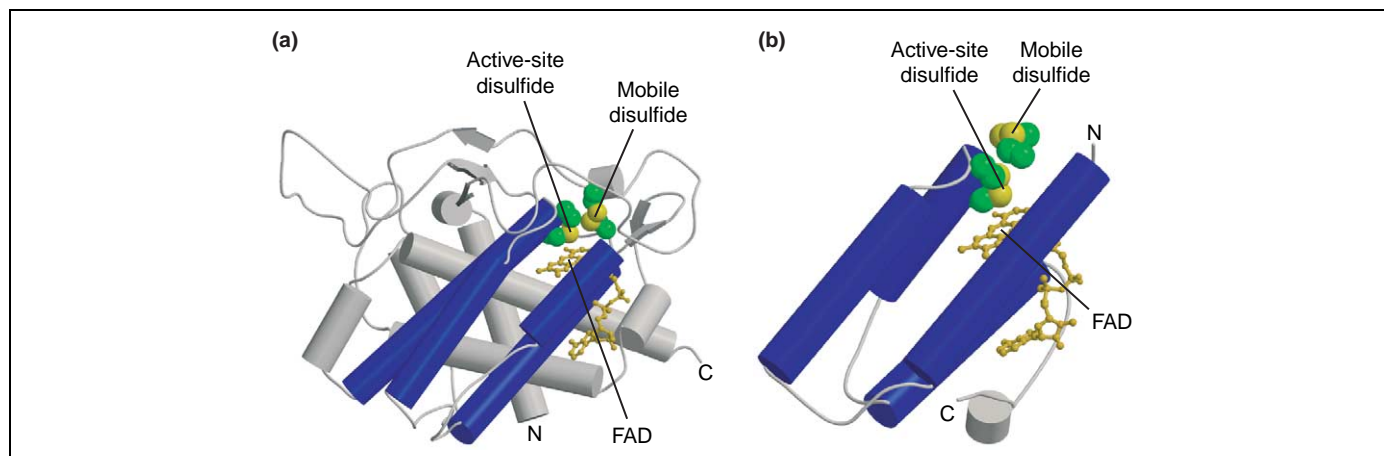 (a)
Active-site
disulfide
Mobile
disulfide
C
N
FAD
(b)
Active-site
disulfide
Mobile
disulfide
N
FAD
C